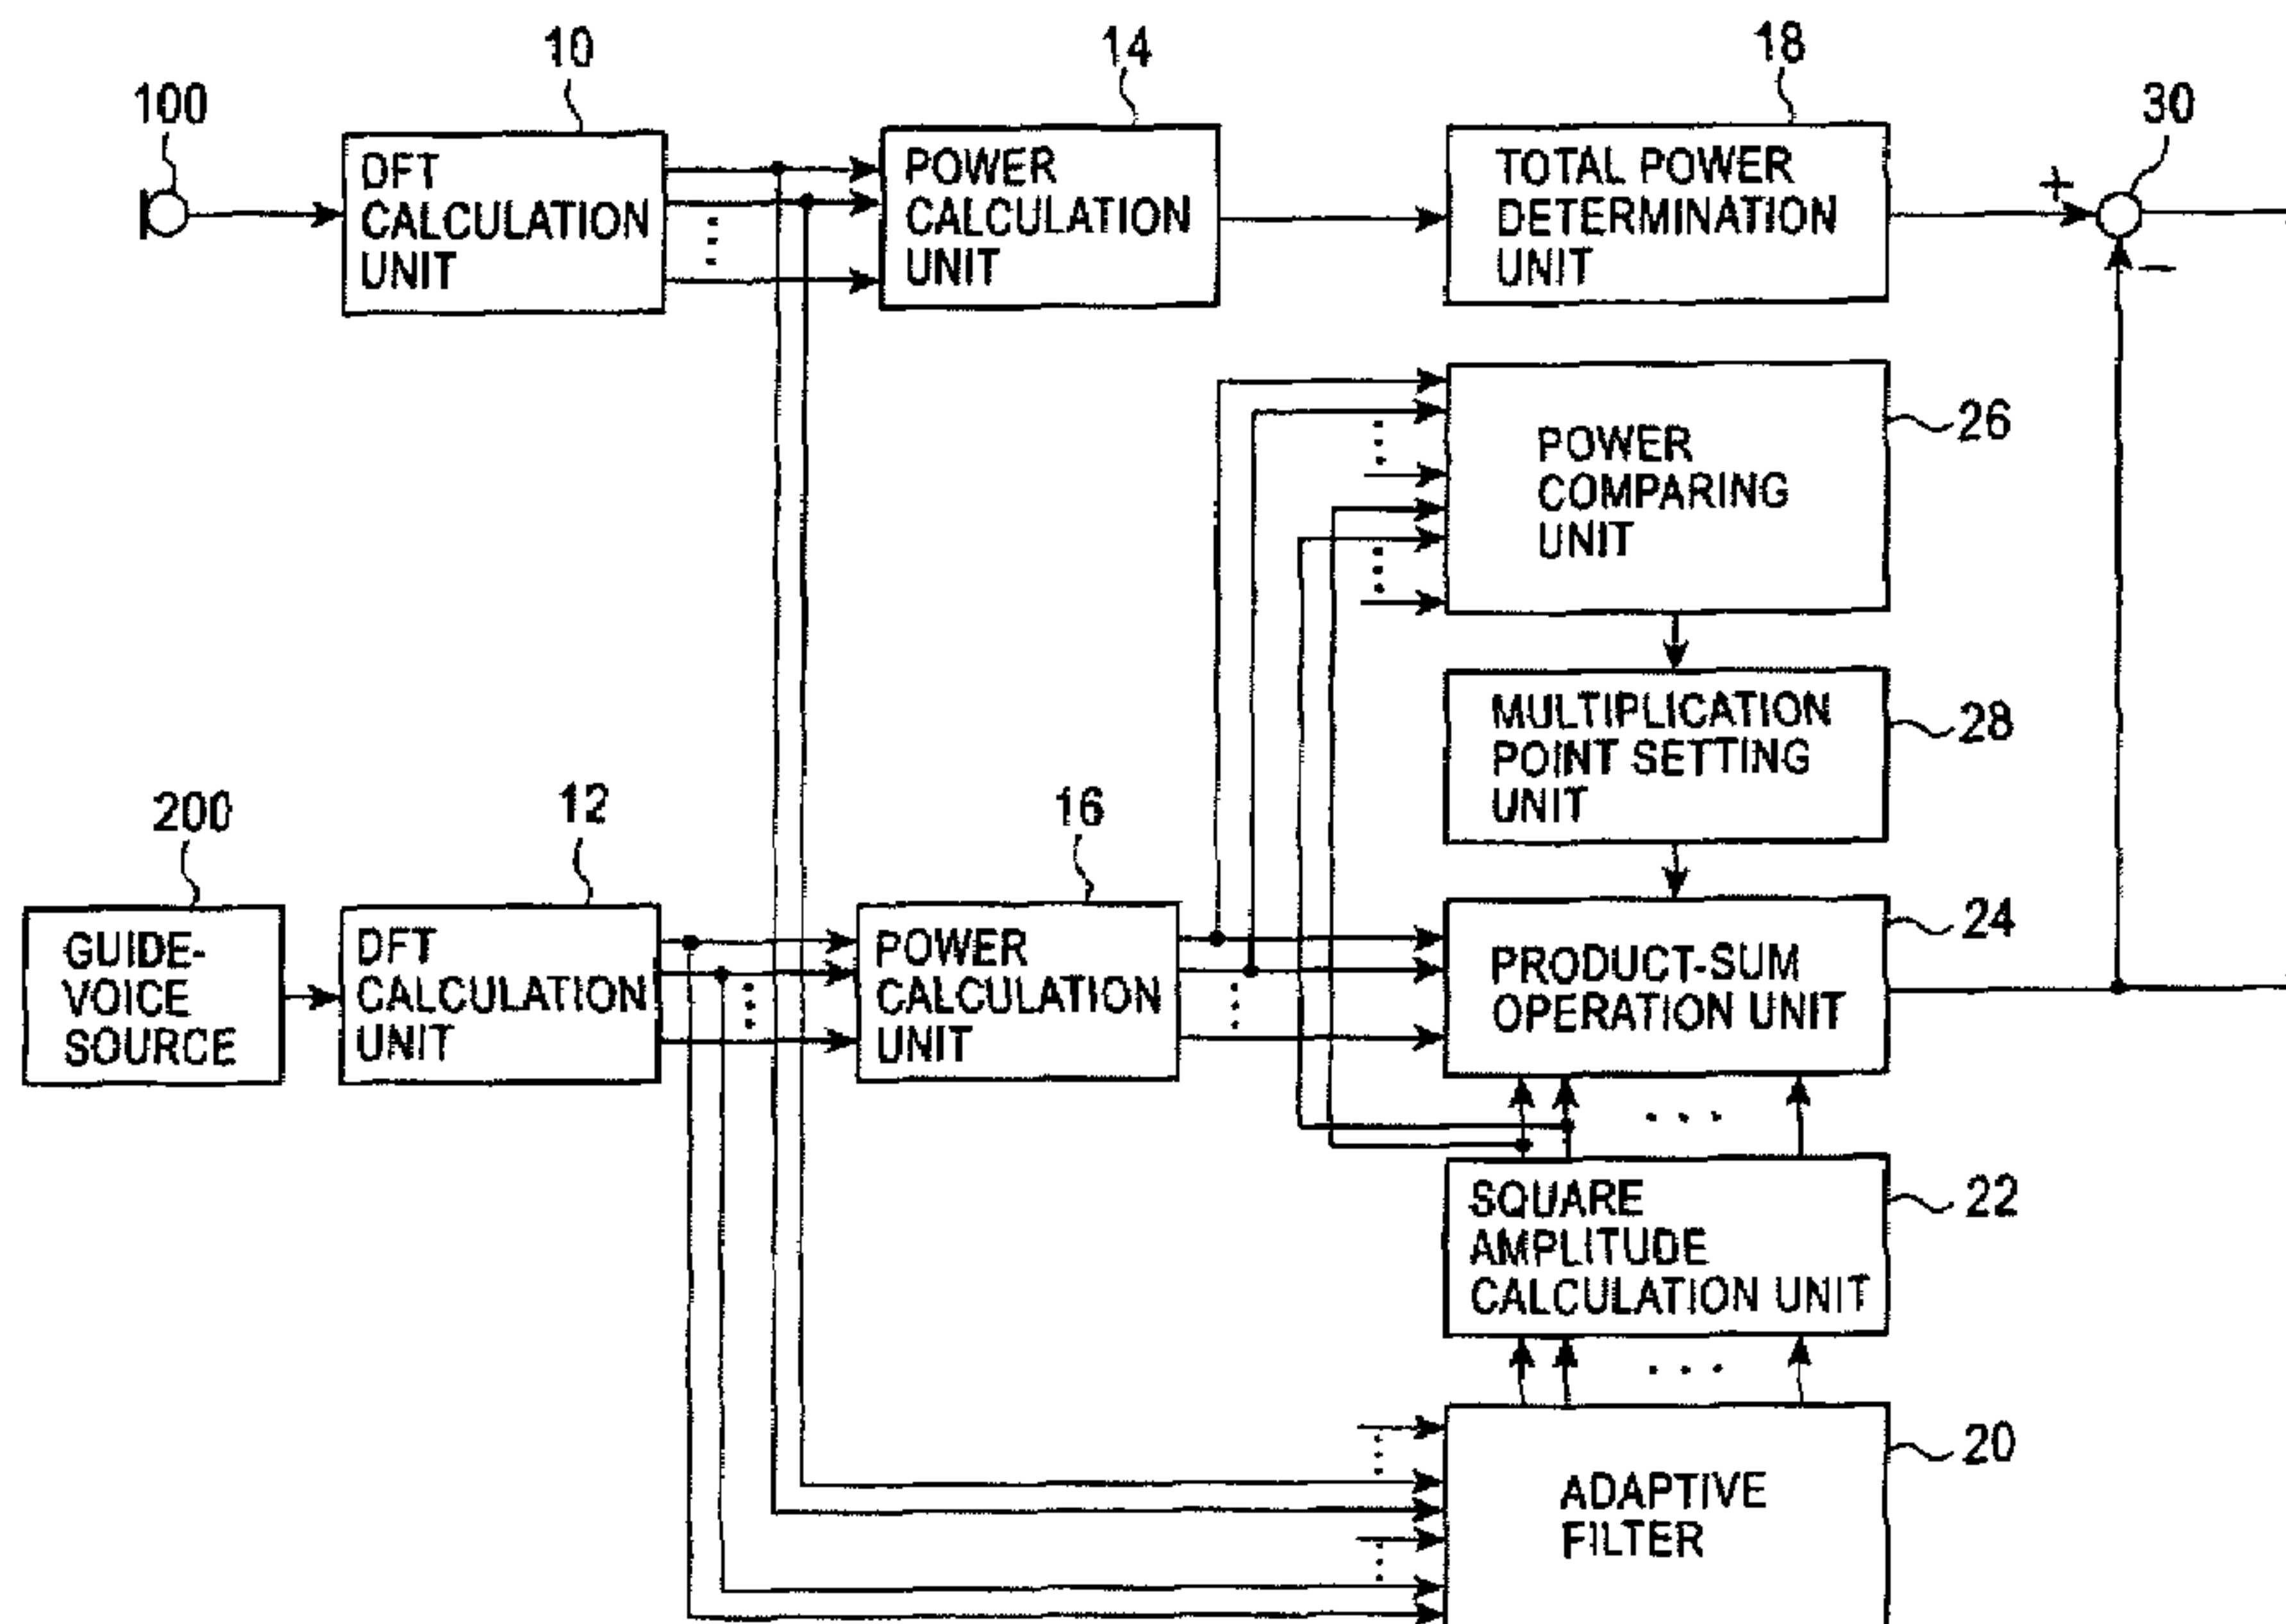 10
14
18
100
30
DFT
CALCULATION
UNIT
POWER
CALCULATION
UNIT
TOTAL POWER
DETERMINATION
UNIT
+
−
POWER
COMPARING
UNIT
26
MULTIPLICATION
POINT SETTING
UNIT
28
200
12
16
GUIDE-
VOICE
SOURCE
DFT
CALCULATION
UNIT
POWER
CALCULATION
UNIT
PRODUCT-SUM
OPERATION UNIT
24
SQUARE
AMPLITUDE
CALCULATION UNIT
22
ADAPTIVE
FILTER
20